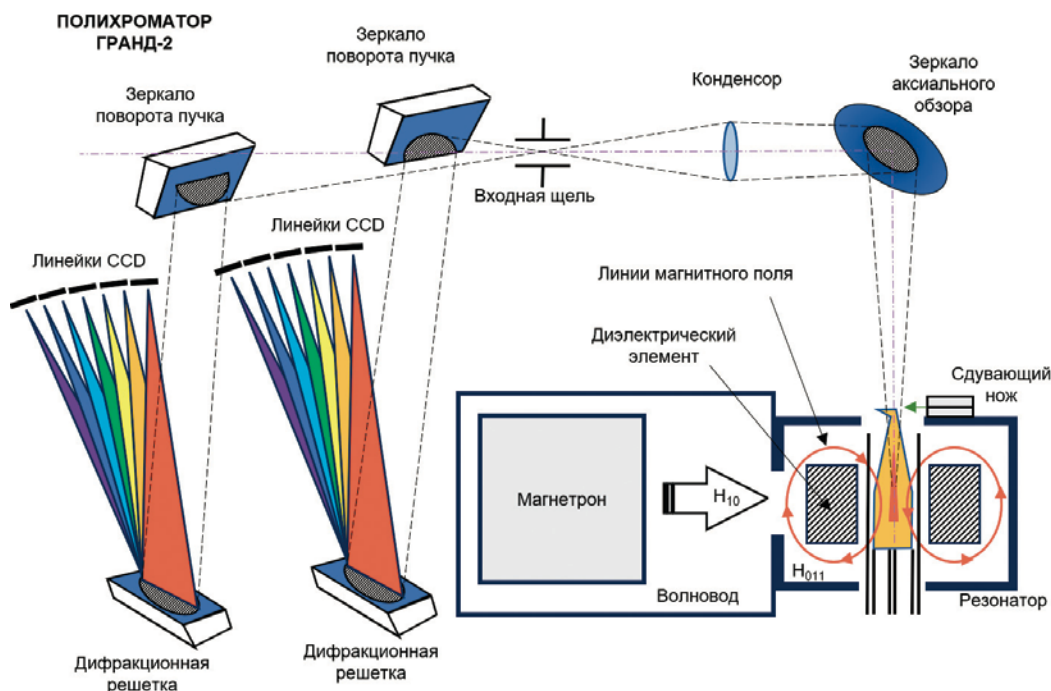 ПОЛИХРОМАТОР
ГРАНД-2
Зеркало
поворота пучка
Зеркало
поворота пучка
Конденсор
Зеркало
аксиального
обзора
Входная щель
Линейки CCD
Линейки CCD
Линии магнитного
поля
Диэлектрический
элемент
Сдувающий
нож
Магнетрон
H₁₀
H₀₁₁
Волновод
Резонатор
Дифракционная
решетка
Дифракционная
решетка